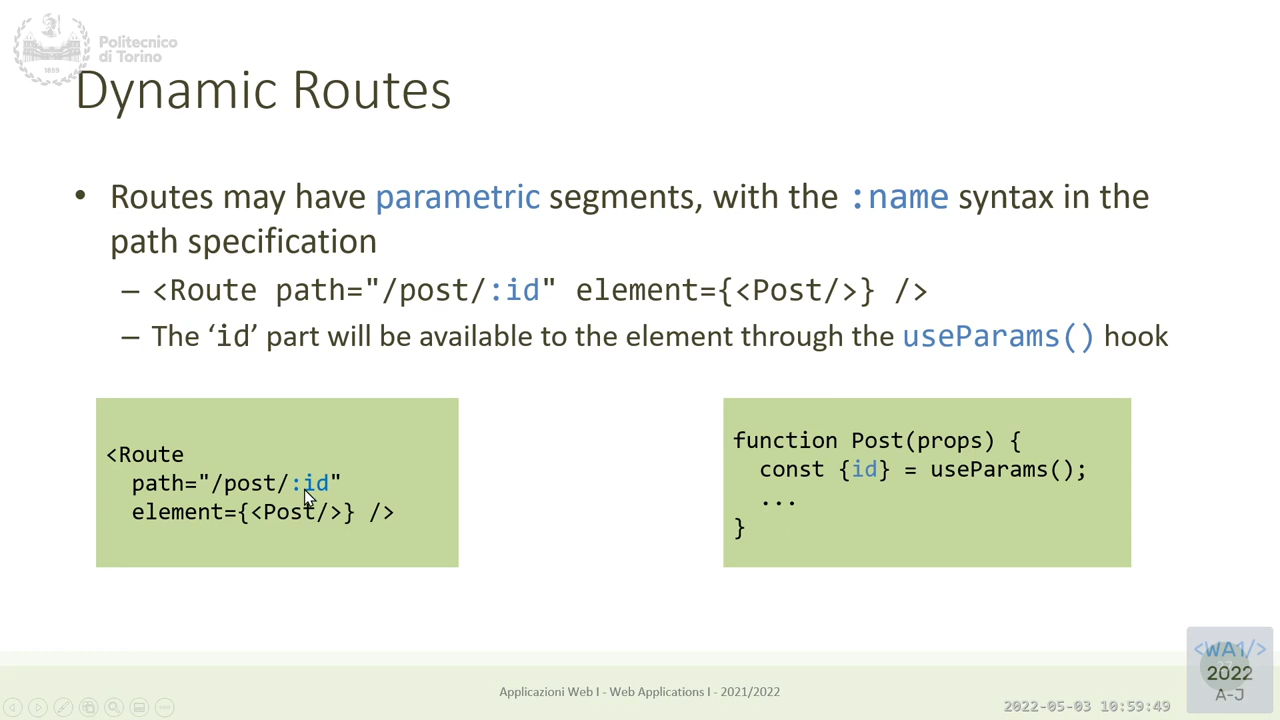 Politecnico
di Torino
1859
Dynamic Routes
• Routes may have parametric segments, with the :name syntax in the
path specification
– <Route path="/post/:id" element={<Post/>} />
– The ‘id’ part will be available to the element through the useParams() hook
<Route
path="/post/:id"
element={<Post/>} />
function Post(props) {
const {id} = useParams();
...
}
Applicazioni Web I - Web Applications I - 2021/2022
<WA1/>
2022
A-J
2022-05-03 10:59:49